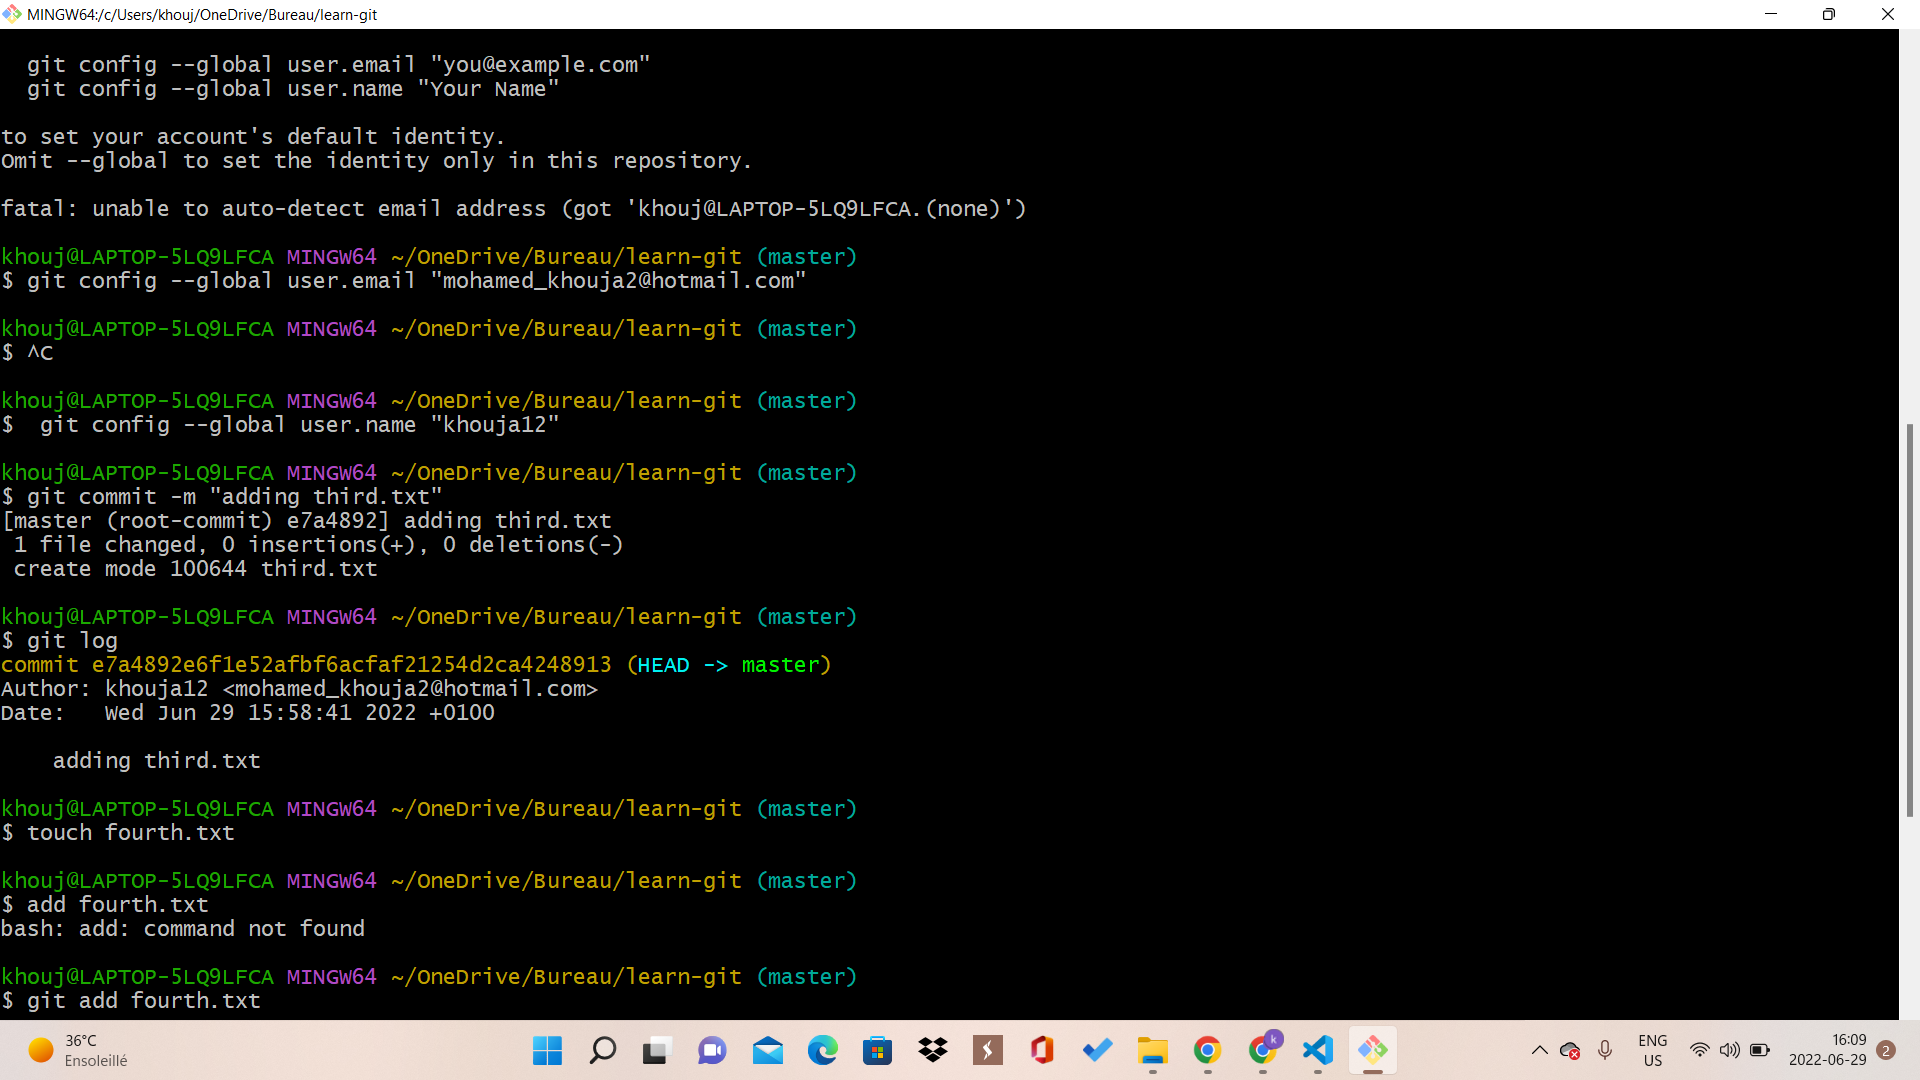 MINGW64:/c/Users/khouj/OneDrive/Bureau/learn-git
git config --global user.email "you@example.com"
git config --global user.name "Your Name"
to set your account's default identity.
Omit --global to set the identity only in this repository.
fatal: unable to auto-detect email address (got 'khouj@LAPTOP-5LQ9LFCA.(none)')
khouj@LAPTOP-5LQ9LFCA MINGW64 ~/OneDrive/Bureau/learn-git (master)
$ git config --global user.email "mohamed_khouja2@hotmail.com"
khouj@LAPTOP-5LQ9LFCA MINGW64 ~/OneDrive/Bureau/learn-git (master)
$ ^C
khouj@LAPTOP-5LQ9LFCA MINGW64 ~/OneDrive/Bureau/learn-git (master)
$  git config --global user.name "khouja12"
khouj@LAPTOP-5LQ9LFCA MINGW64 ~/OneDrive/Bureau/learn-git (master)
$ git commit -m "adding third.txt"
[master (root-commit) e7a4892] adding third.txt
1 file changed, 0 insertions(+), 0 deletions(-)
create mode 100644 third.txt
khouj@LAPTOP-5LQ9LFCA MINGW64 ~/OneDrive/Bureau/learn-git (master)
$ git log
commit e7a4892e6f1e52afbf6acfaf21254d2ca4248913 (HEAD -> master)
Author: khouja12 <mohamed_khouja2@hotmail.com>
Date:   Wed Jun 29 15:58:41 2022 +0100
adding third.txt
khouj@LAPTOP-5LQ9LFCA MINGW64 ~/OneDrive/Bureau/learn-git (master)
$ touch fourth.txt
khouj@LAPTOP-5LQ9LFCA MINGW64 ~/OneDrive/Bureau/learn-git (master)
$ add fourth.txt
bash: add: command not found
khouj@LAPTOP-5LQ9LFCA MINGW64 ~/OneDrive/Bureau/learn-git (master)
$ git add fourth.txt
36°C
Ensoleillé
k
ENG
US
16:09
2022-06-29
2